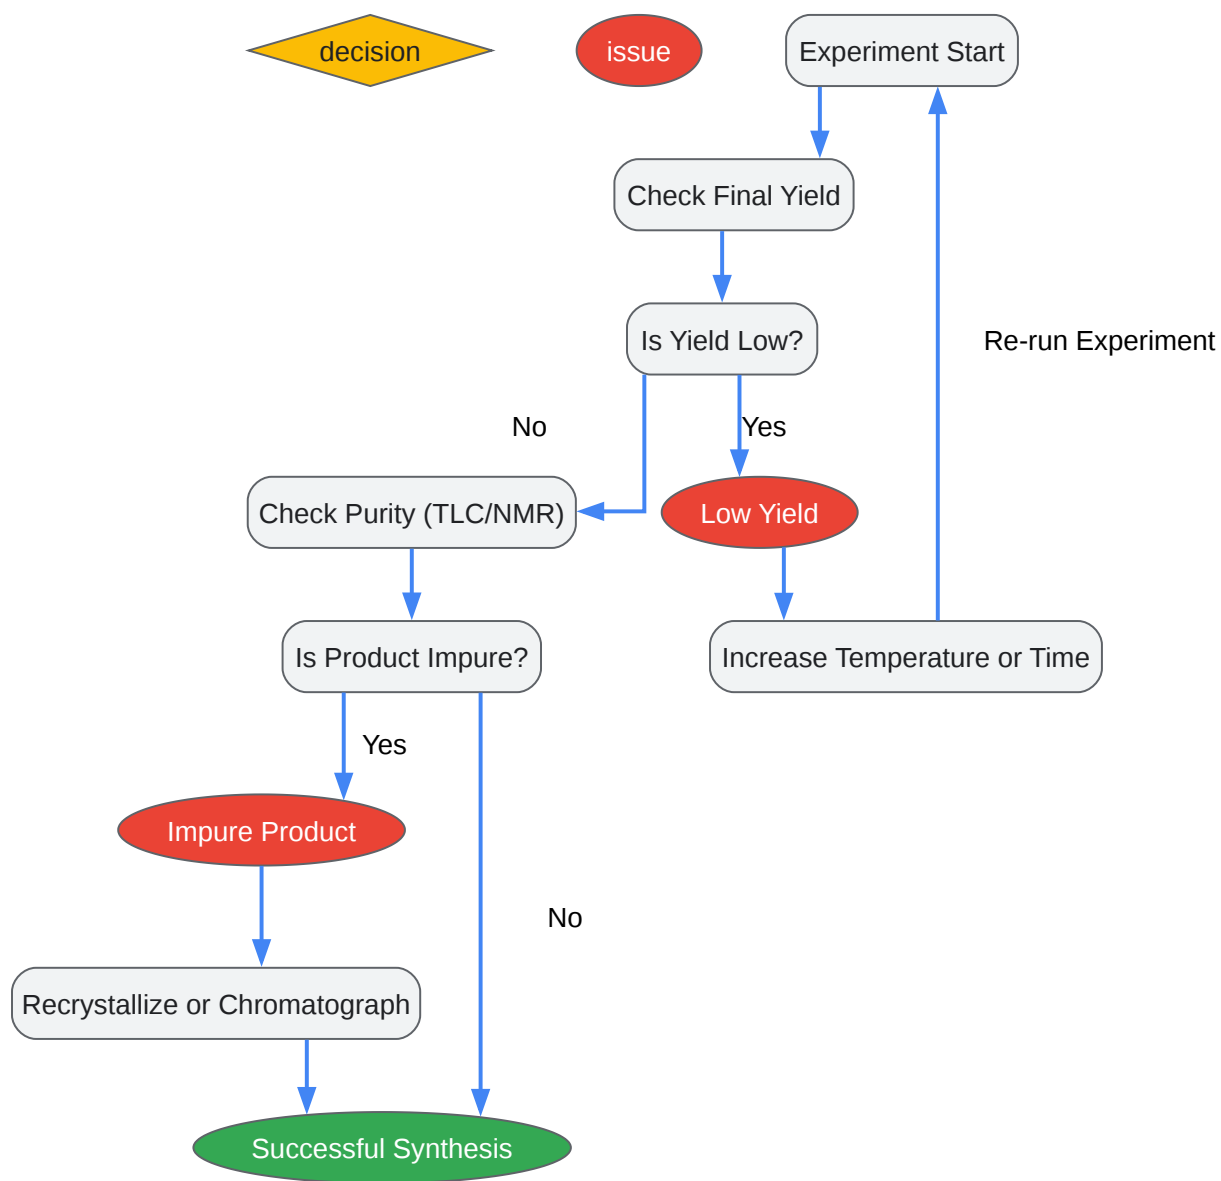 decision
issue
Experiment Start
Check Final Yield
Is Yield Low?
Re-run Experiment
No
Yes
Check Purity (TLC/NMR)
Low Yield
Is Product Impure?
Increase Temperature or Time
Yes
Impure Product
No
Recrystallize or Chromatograph
Successful Synthesis